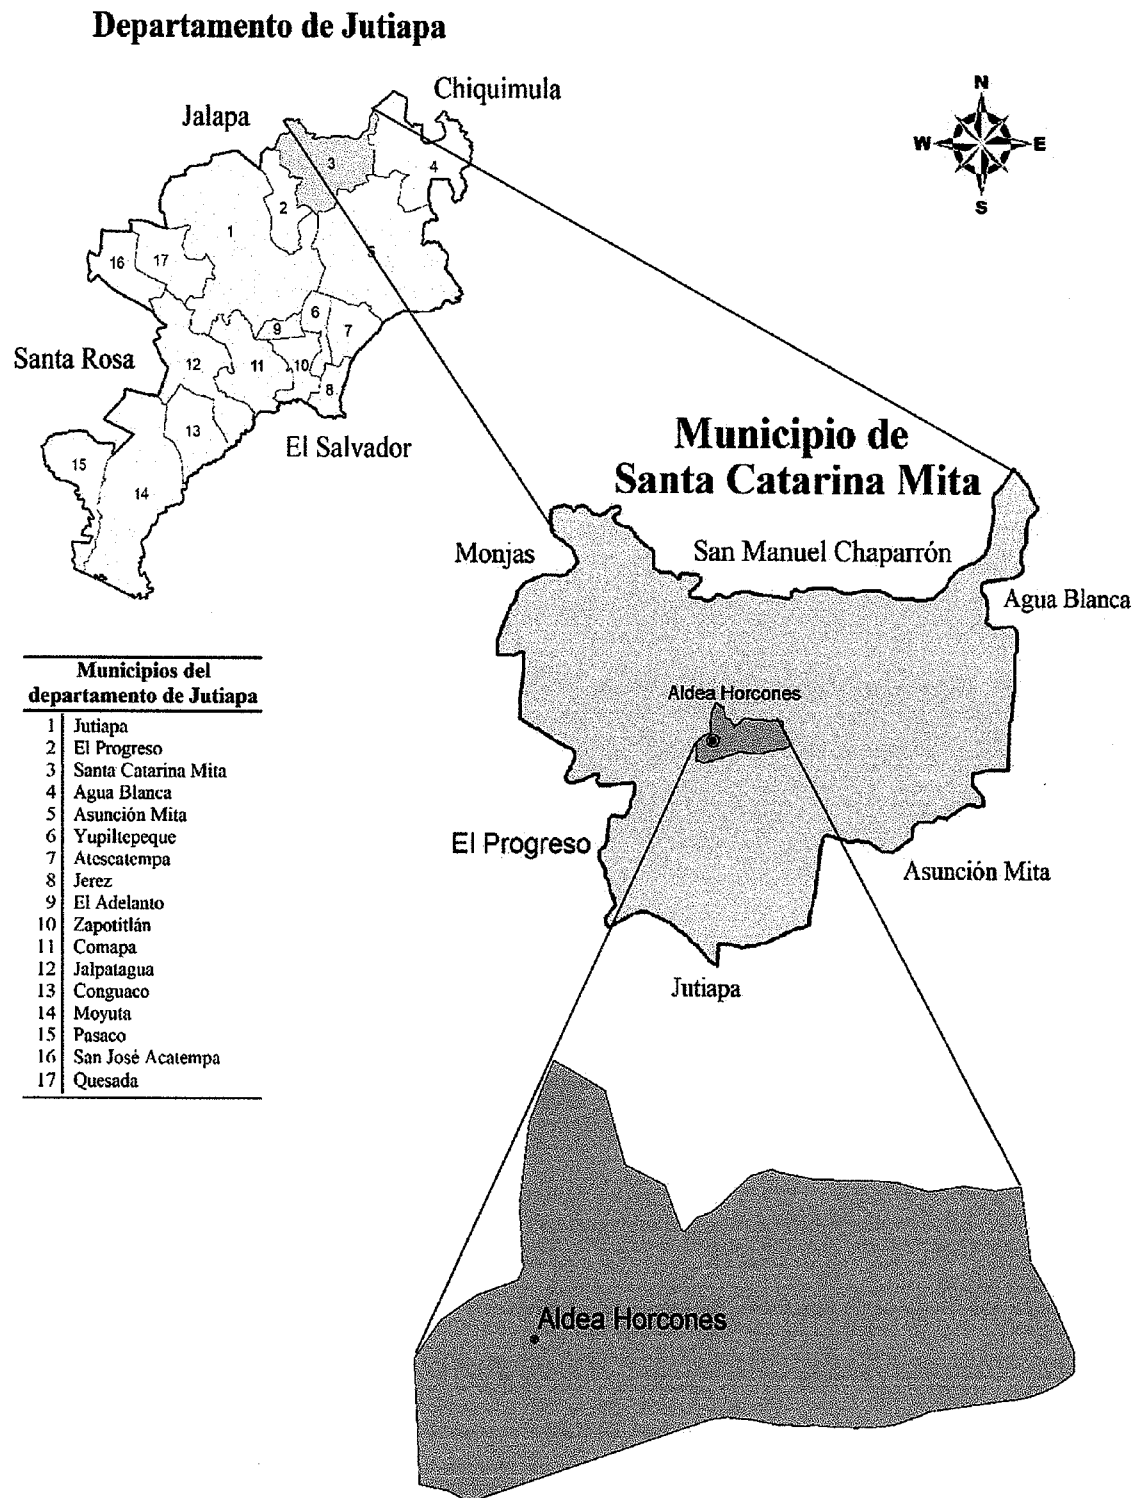 Departamento de Jutiapa
Chiquimula
Jalapa
N
W E
S
3
4
2
1
5
16
17
6
9
7
12
11
10
8
Santa Rosa
13
El Salvador
15
14
Municipio de
Santa Catarina Mita
Monjas
San Manuel Chaparrón
Agua Blanca
Aldea Horcones
El Progreso
Asunción Mita
Jutiapa
Municipios del
departamento de Jutiapa
1 Jutiapa
2 El Progreso
3 Santa Catarina Mita
4 Agua Blanca
5 Asunción Mita
6 Yupiltepeque
7 Atescatempa
8 Jerez
9 El Adelanto
10 Zapotitlán
11 Comapa
12 Jalpatagua
13 Conguaco
14 Moyuta
15 Pasaco
16 San José Acatempa
17 Quesada
Aldea Horcones